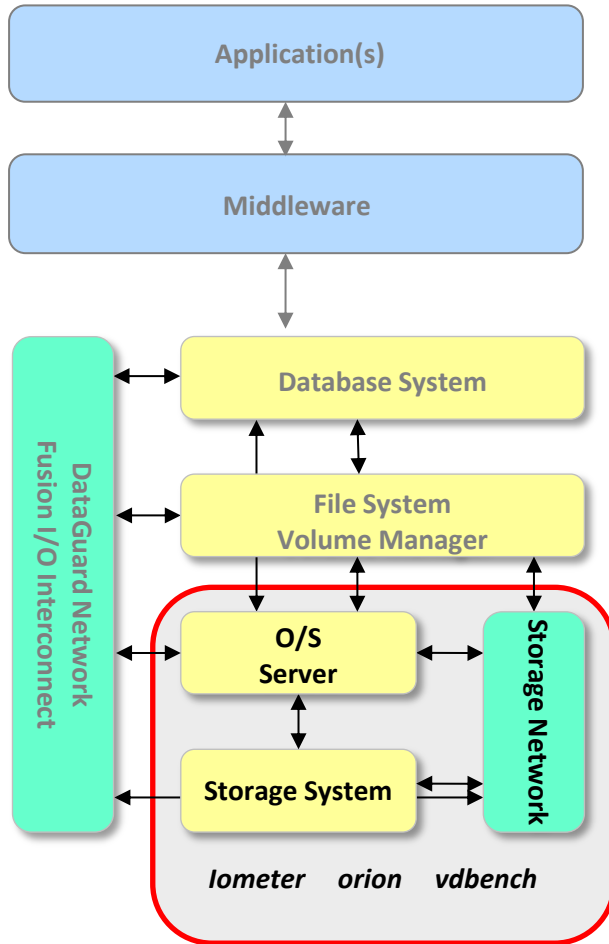 Application(s)
Middleware
Database System
DataGuard Network
Fusion I/O Interconnect
File System
Volume Manager
O/S
Server
Storage Network
Storage System
Iometer orion vdbench